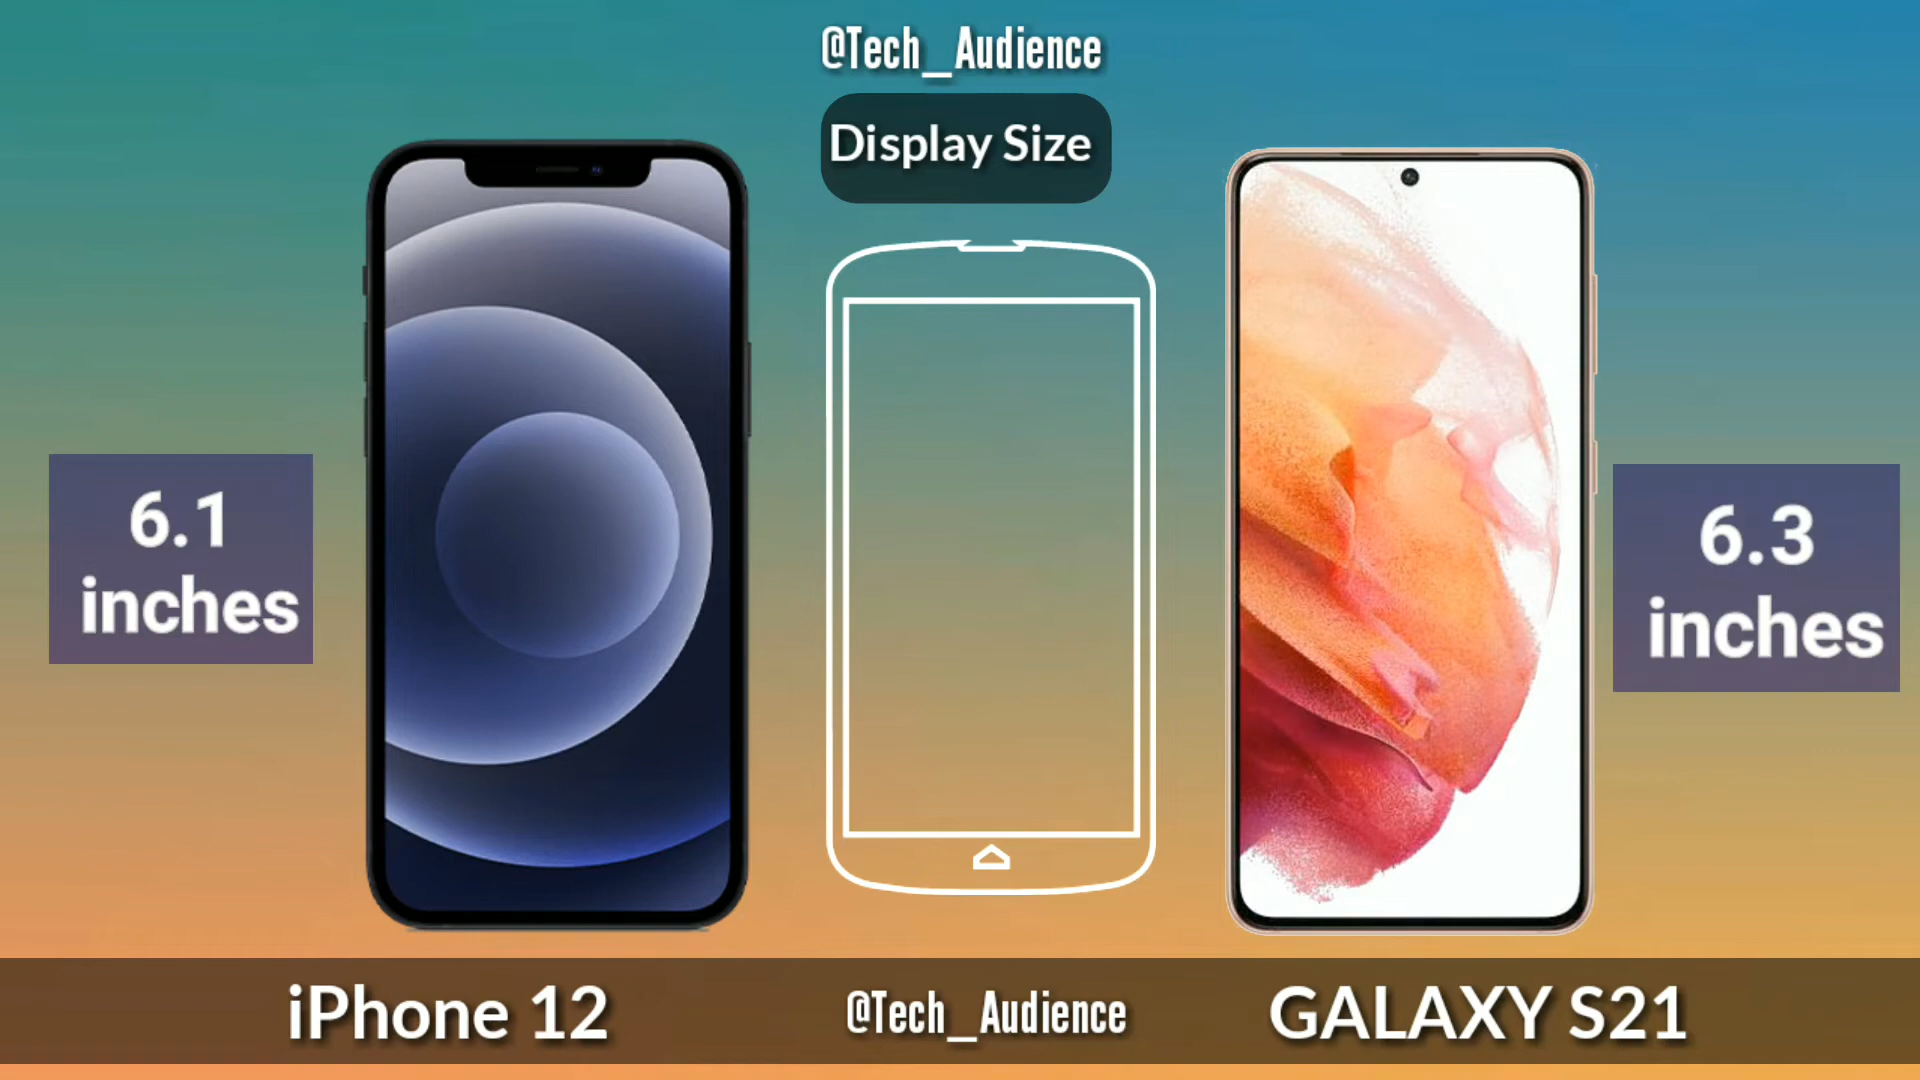 @Tech_Audience
Display Size
6.1
inches
6.3
inches
iPhone 12
@Tech_Audience
GALAXY S21